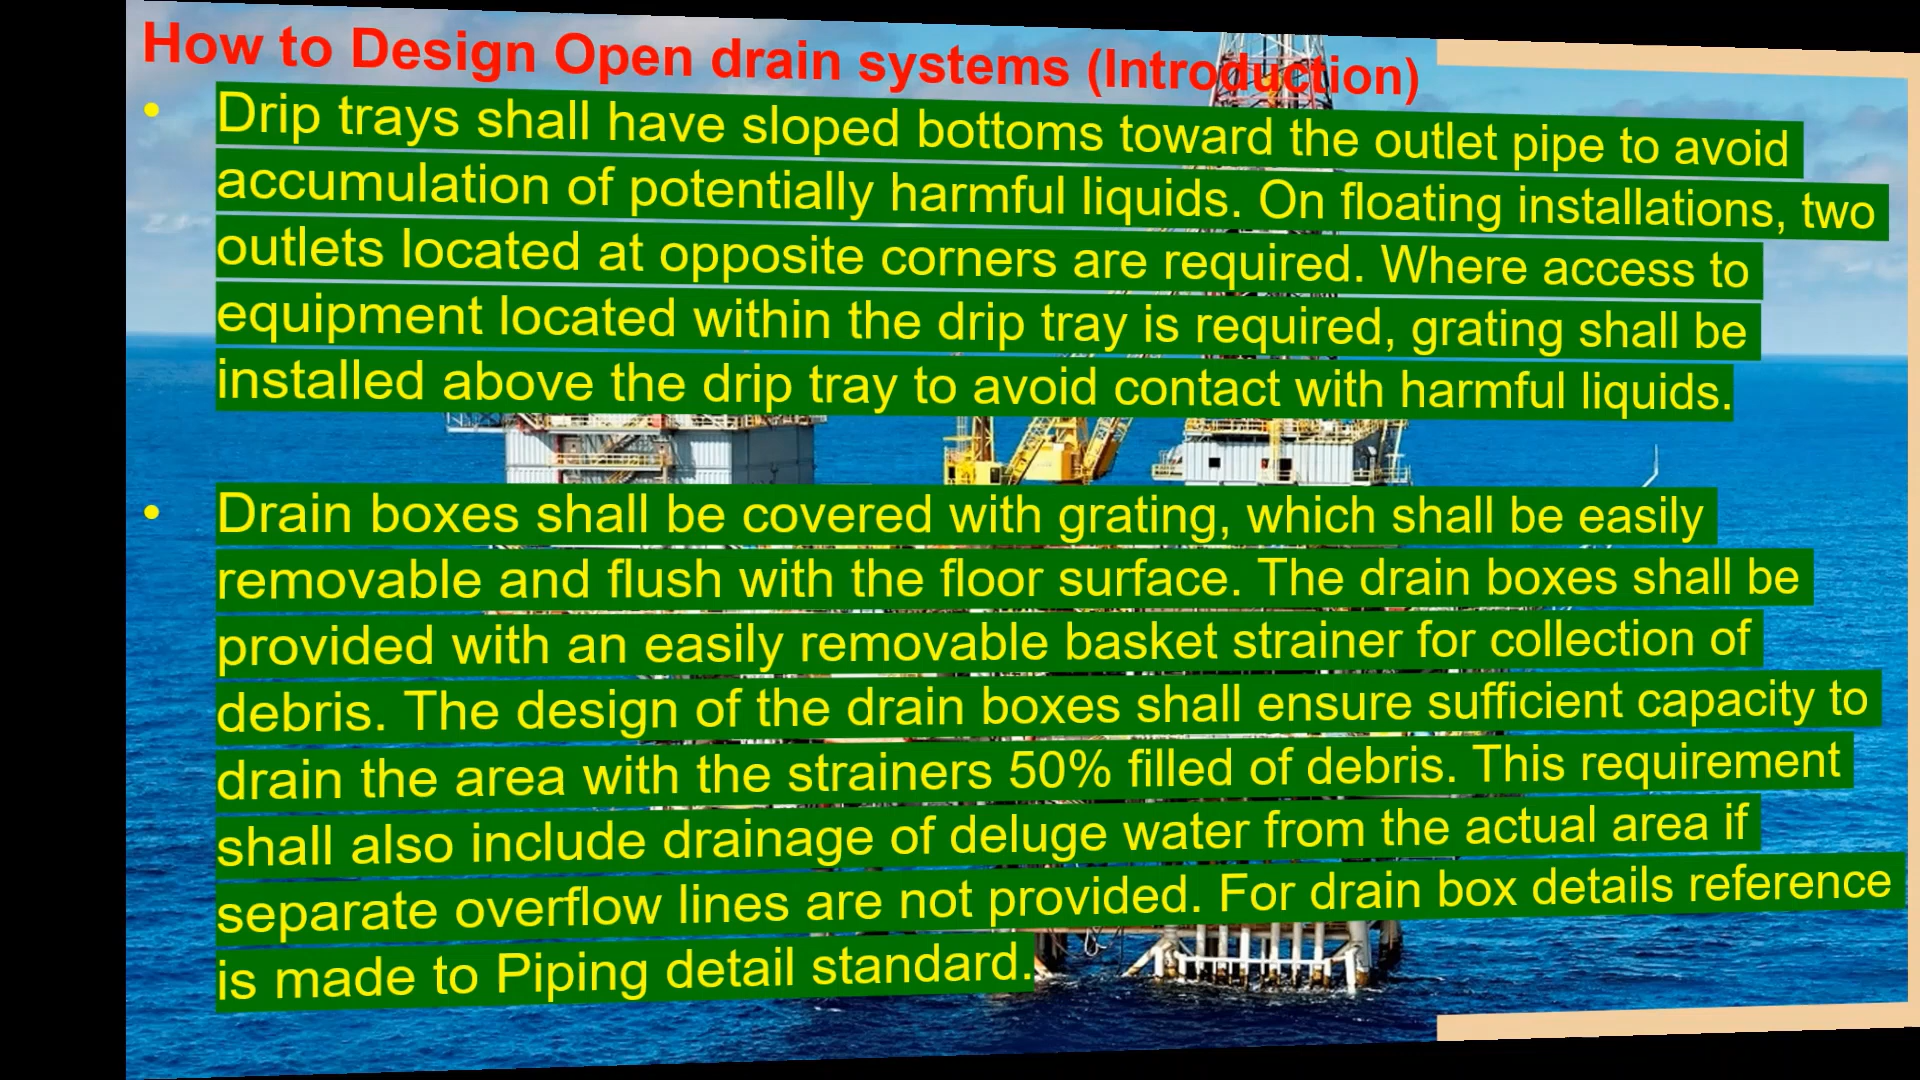 How to Design Open drain systems (Introduction)
• Drip trays shall have sloped bottoms toward the outlet pipe to avoid
accumulation of potentially harmful liquids. On floating installations, two
outlets located at opposite corners are required. Where access to
equipment located within the drip tray is required, grating shall be
installed above the drip tray to avoid contact with harmful liquids.
• Drain boxes shall be covered with grating, which shall be easily
removable and flush with the floor surface. The drain boxes shall be
provided with an easily removable basket strainer for collection of
debris. The design of the drain boxes shall ensure sufficient capacity to
drain the area with the strainers 50% filled of debris. This requirement
shall also include drainage of deluge water from the actual area if
separate overflow lines are not provided. For drain box details reference
is made to Piping detail standard.